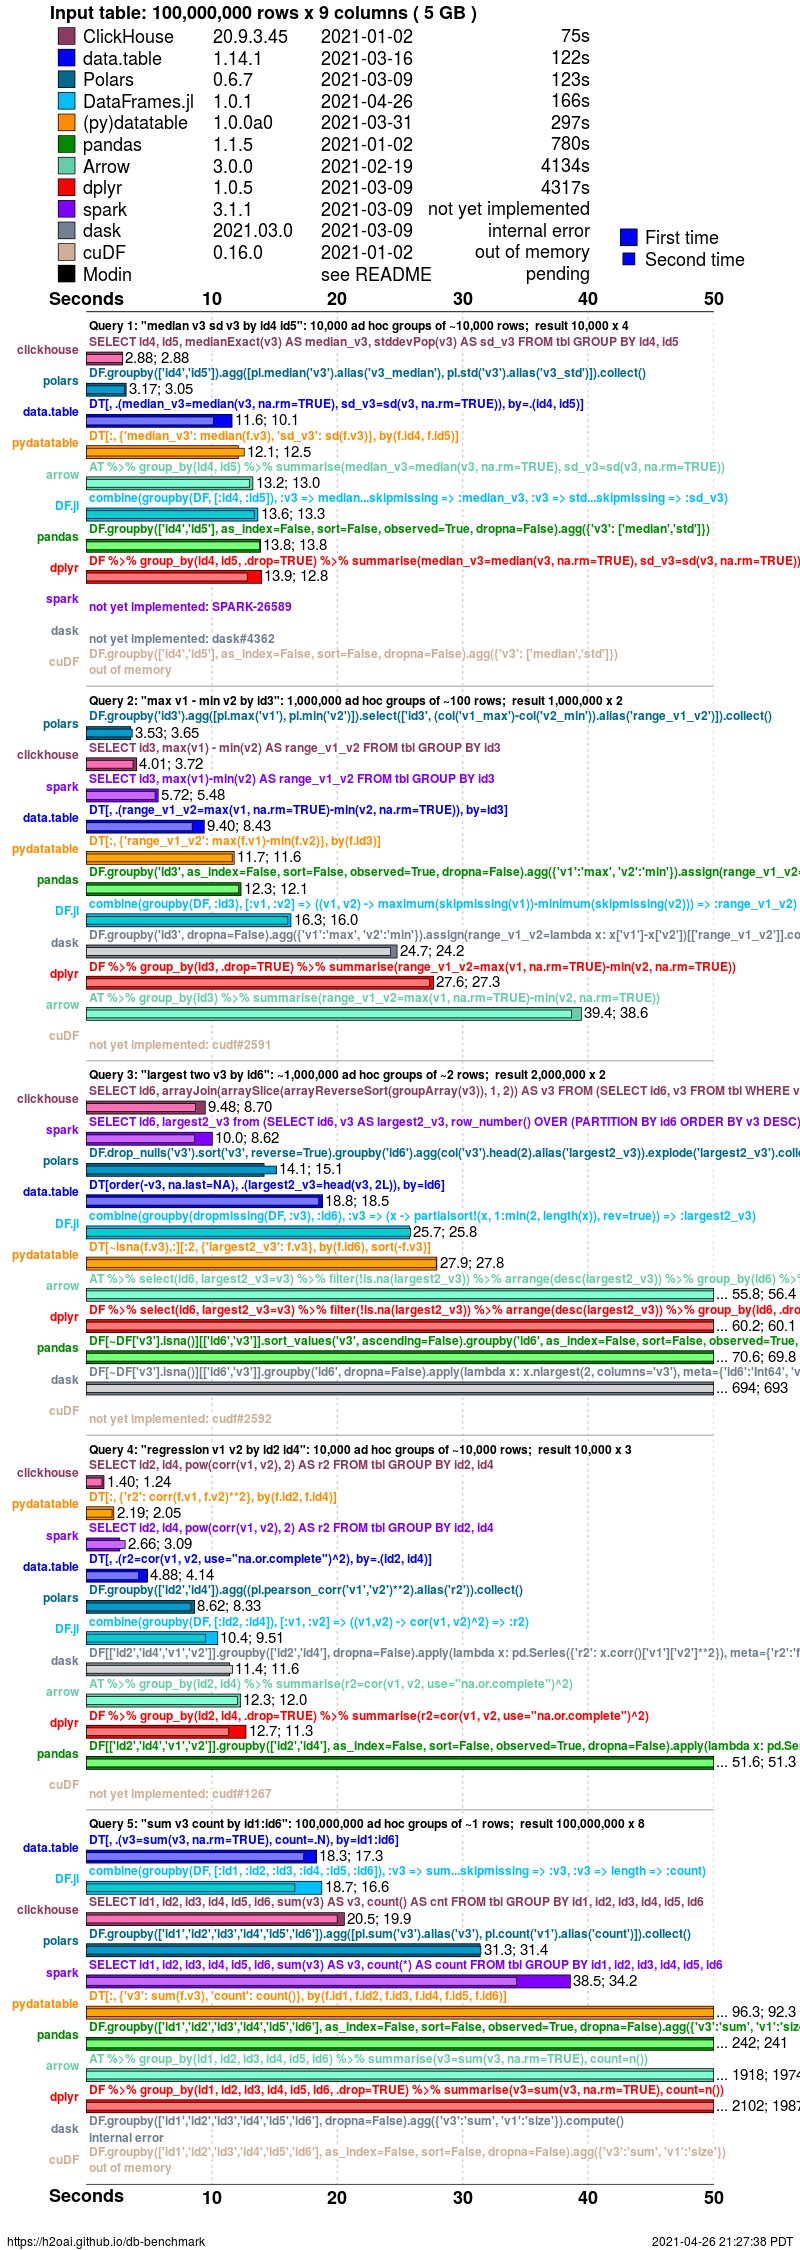 Input table: 100,000,000 rows x 9 columns ( 5 GB )
ClickHouse 20.9.3.45 2021-01-02 75s
data.table 1.14.1 2021-03-16 122s
Polars 0.6.7 2021-03-09 123s
DataFrames.jl 1.0.1 2021-04-26 166s
(py)datatable 1.0.0a0 2021-03-31 297s
pandas 1.1.5 2021-01-02 780s
Arrow 3.0.0 2021-02-19 4134s
dplyr 1.0.5 2021-03-09 4317s
spark 3.1.1 2021-03-09 not yet implemented
dask 2021.03.0 2021-03-09 internal error
cuDF 0.16.0 2021-01-02 out of memory
Modin see README pending
First time
Second time
Seconds 10 20 30 40 50
Query 1: "median v3 sd v3 by id4 id5": 10,000 ad hoc groups of ~10,000 rows; result 10,000 x 4
SELECT id4, id5, medianExact(v3) AS median_v3, stddevPop(v3) AS sd_v3 FROM tbl GROUP BY id4, id5
clickhouse 2.88; 2.88
DF.groupby(['id4','id5']).agg([pl.median('v3').alias('v3_median'), pl.std('v3').alias('v3_std')]).collect()
polars 3.17; 3.05
DT[, .(median_v3=median(v3, na.rm=TRUE), sd_v3=sd(v3, na.rm=TRUE)), by=.(id4, id5)]
data.table 11.6; 10.1
DT[:, {'median_v3': median(f.v3), 'sd_v3': sd(f.v3)}, by(f.id4, f.id5)]
pydatatable 12.1; 12.5
AT %>% group_by(id4, id5) %>% summarise(median_v3=median(v3, na.rm=TRUE), sd_v3=sd(v3, na.rm=TRUE))
arrow 13.2; 13.0
combine(groupby(DF, [:id4, :id5]), :v3 => median...skipmissing => :median_v3, :v3 => std...skipmissing => :sd_v3)
DF.jl 13.6; 13.3
DF.groupby(['id4','id5'], as_index=False, sort=False, observed=True, dropna=False).agg({'v3': ['median','std']})
pandas 13.8; 13.8
DF %>% group_by(id4, id5, .drop=TRUE) %>% summarise(median_v3=median(v3, na.rm=TRUE), sd_v3=sd(v3, na.rm=TRUE))
dplyr 13.9; 12.8
spark not yet implemented: SPARK-26589
dask not yet implemented: dask#4362
DF.groupby(['id4','id5'], as_index=False, sort=False, dropna=False).agg({'v3': ['median','std']})
cuDF out of memory
Query 2: "max v1 - min v2 by id3": 1,000,000 ad hoc groups of ~100 rows; result 1,000,000 x 2
DF.groupby('id3').agg([pl.max('v1'), pl.min('v2')]).select(['id3', (col('v1_max')-col('v2_min')).alias('range_v1_v2')]).collect()
polars 3.53; 3.65
SELECT id3, max(v1) - min(v2) AS range_v1_v2 FROM tbl GROUP BY id3
clickhouse 4.01; 3.72
SELECT id3, max(v1)-min(v2) AS range_v1_v2 FROM tbl GROUP BY id3
spark 5.72; 5.48
DT[, .(range_v1_v2=max(v1, na.rm=TRUE)-min(v2, na.rm=TRUE)), by=id3]
data.table 9.40; 8.43
DT[:, {'range_v1_v2': max(f.v1)-min(f.v2)}, by(f.id3)]
pydatatable 11.7; 11.6
DF.groupby('id3', as_index=False, sort=False, observed=True, dropna=False).agg({'v1':'max', 'v2':'min'}).assign(range_v1_v2=
pandas 12.3; 12.1
combine(groupby(DF, :id3), [:v1, :v2] => ((v1, v2) -> maximum(skipmissing(v1))-minimum(skipmissing(v2))) => :range_v1_v2)
DF.jl 16.3; 16.0
DF.groupby('id3', dropna=False).agg({'v1':'max', 'v2':'min'}).assign(range_v1_v2=lambda x: x['v1']-x['v2'])[['range_v1_v2']].co
dask 24.7; 24.2
DF %>% group_by(id3, .drop=TRUE) %>% summarise(range_v1_v2=max(v1, na.rm=TRUE)-min(v2, na.rm=TRUE))
dplyr 27.6; 27.3
AT %>% group_by(id3) %>% summarise(range_v1_v2=max(v1, na.rm=TRUE)-min(v2, na.rm=TRUE))
arrow 39.4; 38.6
cuDF not yet implemented: cudf#2591
Query 3: "largest two v3 by id6": ~1,000,000 ad hoc groups of ~2 rows; result 2,000,000 x 2
SELECT id6, arrayJoin(arraySlice(arrayReverseSort(groupArray(v3)), 1, 2)) AS v3 FROM (SELECT id6, v3 FROM tbl WHERE v
clickhouse 9.48; 8.70
SELECT id6, largest2_v3 from (SELECT id6, v3 AS largest2_v3, row_number() OVER (PARTITION BY id6 ORDER BY v3 DESC)
spark 10.0; 8.62
DF.drop_nulls('v3').sort('v3', reverse=True).groupby('id6').agg(col('v3').head(2).alias('largest2_v3')).explode('largest2_v3').colle
polars 14.1; 15.1
DT[order(-v3, na.last=NA), .(largest2_v3=head(v3, 2L)), by=id6]
data.table 18.8; 18.5
combine(groupby(dropmissing(DF, :v3), :id6), :v3 => (x -> partialsort!(x, 1:min(2, length(x)), rev=true)) => :largest2_v3)
DF.jl 25.7; 25.8
DT[~isna(f.v3),:][:2, {'largest2_v3': f.v3}, by(f.id6), sort(-f.v3)]
pydatatable 27.9; 27.8
AT %>% select(id6, largest2_v3=v3) %>% filter(!is.na(largest2_v3)) %>% arrange(desc(largest2_v3)) %>% group_by(id6) %>%
arrow ... 55.8; 56.4
DF %>% select(id6, largest2_v3=v3) %>% filter(!is.na(largest2_v3)) %>% arrange(desc(largest2_v3)) %>% group_by(id6, .dro
dplyr ... 60.2; 60.1
DF[~DF['v3'].isna()][['id6','v3']].sort_values('v3', ascending=False).groupby('id6', as_index=False, sort=False, observed=True,
pandas ... 70.6; 69.8
DF[~DF['v3'].isna()][['id6','v3']].groupby('id6', dropna=False).apply(lambda x: x.nlargest(2, columns='v3'), meta={'id6':'Int64', 'v
dask ... 694; 693
cuDF not yet implemented: cudf#2592
Query 4: "regression v1 v2 by id2 id4": 10,000 ad hoc groups of ~10,000 rows; result 10,000 x 3
SELECT id2, id4, pow(corr(v1, v2), 2) AS r2 FROM tbl GROUP BY id2, id4
clickhouse 1.40; 1.24
DT[:, {'r2': corr(f.v1, f.v2)**2}, by(f.id2, f.id4)]
pydatatable 2.19; 2.05
SELECT id2, id4, pow(corr(v1, v2), 2) AS r2 FROM tbl GROUP BY id2, id4
spark 2.66; 3.09
DT[, .(r2=cor(v1, v2, use="na.or.complete")^2), by=.(id2, id4)]
data.table 4.88; 4.14
DF.groupby(['id2','id4']).agg((pl.pearson_corr('v1','v2')**2).alias('r2')).collect()
polars 8.62; 8.33
combine(groupby(DF, [:id2, :id4]), [:v1, :v2] => ((v1,v2) -> cor(v1, v2)^2) => :r2)
DF.jl 10.4; 9.51
DF[['id2','id4','v1','v2']].groupby(['id2','id4'], dropna=False).apply(lambda x: pd.Series({'r2': x.corr()['v1']['v2']**2}), meta={'r2':'f
dask 11.4; 11.6
AT %>% group_by(id2, id4) %>% summarise(r2=cor(v1, v2, use="na.or.complete")^2)
arrow 12.3; 12.0
DF %>% group_by(id2, id4, .drop=TRUE) %>% summarise(r2=cor(v1, v2, use="na.or.complete")^2)
dplyr 12.7; 11.3
DF[['id2','id4','v1','v2']].groupby(['id2','id4'], as_index=False, sort=False, observed=True, dropna=False).apply(lambda x: pd.Se
pandas ... 51.6; 51.3
cuDF not yet implemented: cudf#1267
Query 5: "sum v3 count by id1:id6": 100,000,000 ad hoc groups of ~1 rows; result 100,000,000 x 8
DT[, .(v3=sum(v3, na.rm=TRUE), count=.N), by=id1:id6]
data.table 18.3; 17.3
combine(groupby(DF, [:id1, :id2, :id3, :id4, :id5, :id6]), :v3 => sum...skipmissing => :v3, :v3 => length => :count)
DF.jl 18.7; 16.6
SELECT id1, id2, id3, id4, id5, id6, sum(v3) AS v3, count() AS cnt FROM tbl GROUP BY id1, id2, id3, id4, id5, id6
clickhouse 20.5; 19.9
DF.groupby(['id1','id2','id3','id4','id5','id6']).agg([pl.sum('v3').alias('v3'), pl.count('v1').alias('count')]).collect()
polars 31.3; 31.4
SELECT id1, id2, id3, id4, id5, id6, sum(v3) AS v3, count(*) AS count FROM tbl GROUP BY id1, id2, id3, id4, id5, id6
spark 38.5; 34.2
DT[:, {'v3': sum(f.v3), 'count': count()}, by(f.id1, f.id2, f.id3, f.id4, f.id5, f.id6)]
pydatatable ... 96.3; 92.3
DF.groupby(['id1','id2','id3','id4','id5','id6'], as_index=False, sort=False, observed=True, dropna=False).agg({'v3':'sum', 'v1':'size
pandas ... 242; 241
AT %>% group_by(id1, id2, id3, id4, id5, id6) %>% summarise(v3=sum(v3, na.rm=TRUE), count=n())
arrow ... 1918; 1974
DF %>% group_by(id1, id2, id3, id4, id5, id6, .drop=TRUE) %>% summarise(v3=sum(v3, na.rm=TRUE), count=n())
dplyr ... 2102; 1987
DF.groupby(['id1','id2','id3','id4','id5','id6'], dropna=False).agg({'v3':'sum', 'v1':'size'}).compute()
dask internal error
DF.groupby(['id1','id2','id3','id4','id5','id6'], as_index=False, sort=False, dropna=False).agg({'v3':'sum', 'v1':'size'})
cuDF out of memory
Seconds 10 20 30 40 50
https://h2oai.github.io/db-benchmark 2021-04-26 21:27:38 PDT